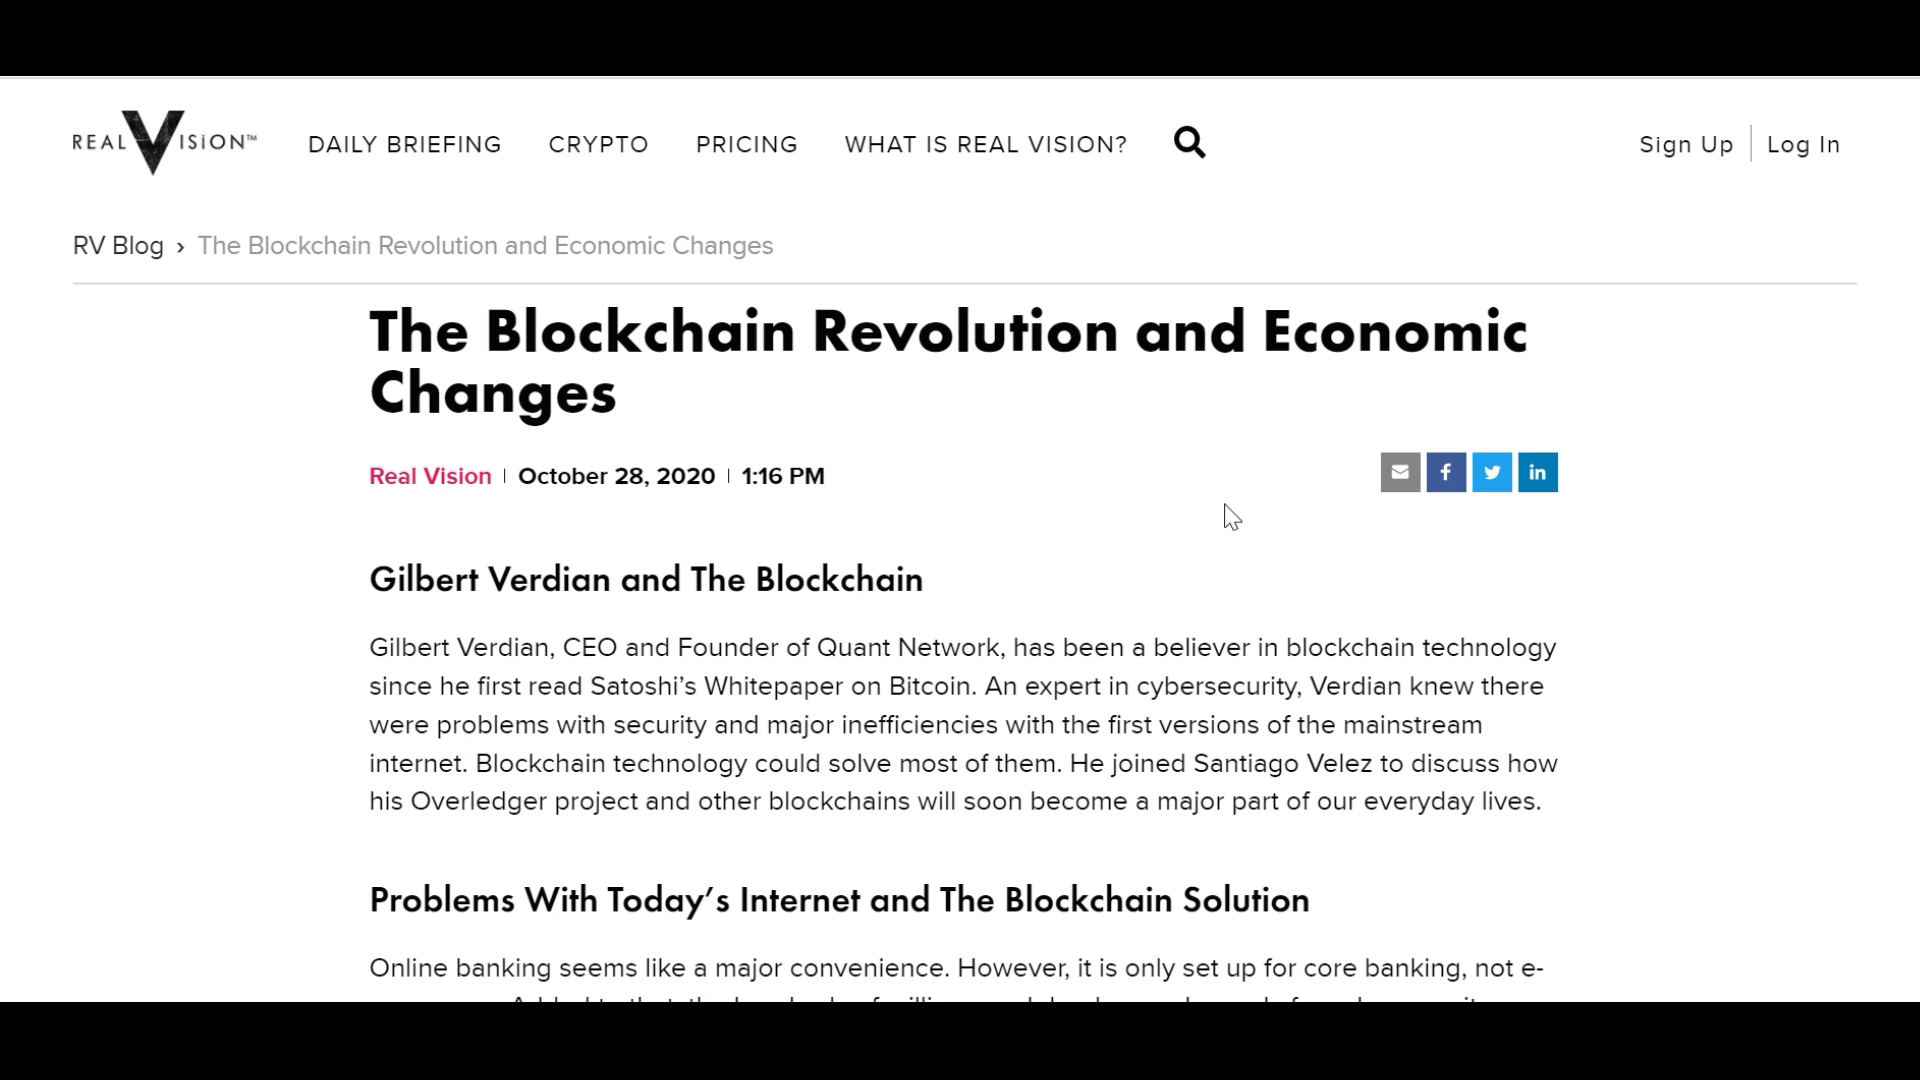 REAL VISION™ DAILY BRIEFING CRYPTO PRICING WHAT IS REAL VISION? Sign Up Log In
RV Blog › The Blockchain Revolution and Economic Changes
The Blockchain Revolution and Economic
Changes
Real Vision | October 28, 2020 | 1:16 PM
Gilbert Verdian and The Blockchain
Gilbert Verdian, CEO and Founder of Quant Network, has been a believer in blockchain technology
since he first read Satoshi’s Whitepaper on Bitcoin. An expert in cybersecurity, Verdian knew there
were problems with security and major inefficiencies with the first versions of the mainstream
internet. Blockchain technology could solve most of them. He joined Santiago Velez to discuss how
his Overledger project and other blockchains will soon become a major part of our everyday lives.
Problems With Today’s Internet and The Blockchain Solution
Online banking seems like a major convenience. However, it is only set up for core banking, not e-